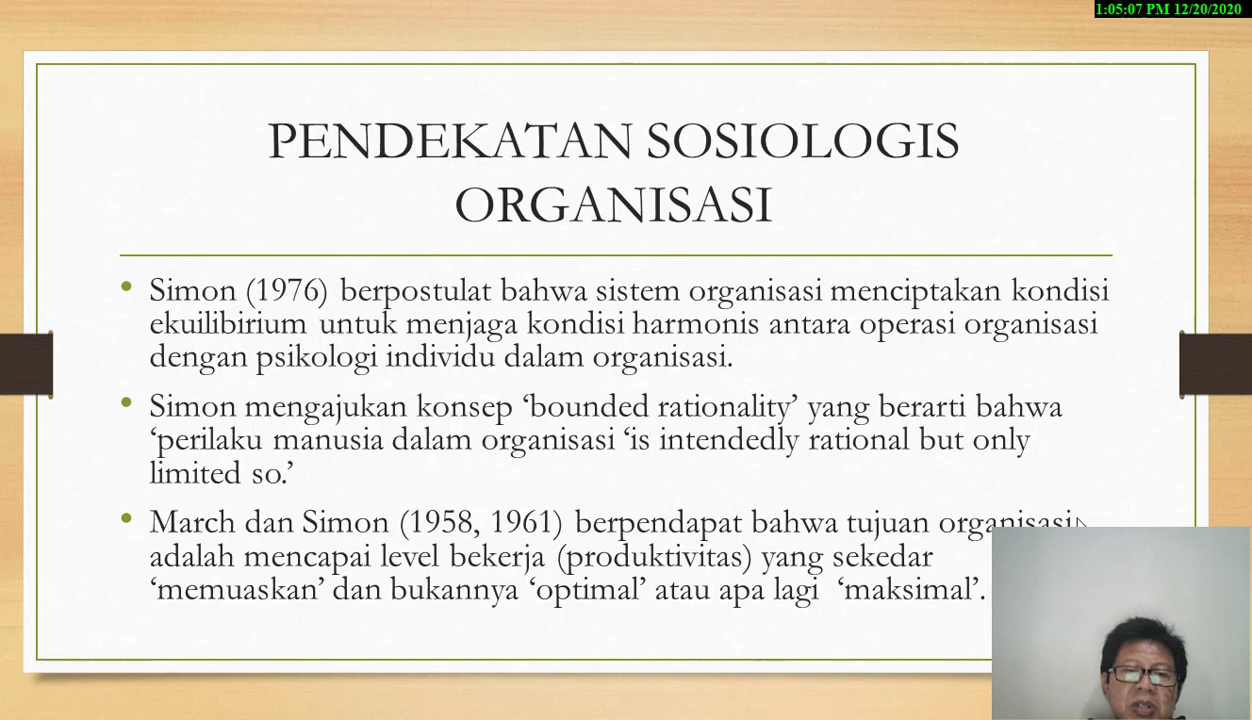 1:05:07 PM 12/20/2020
PENDEKATAN SOSIOLOGIS
ORGANISASI
• Simon (1976) berpostulat bahwa sistem organisasi menciptakan kondisi
ekuilibirium untuk menjaga kondisi harmonis antara operasi organisasi
dengan psikologi individu dalam organisasi.
• Simon mengajukan konsep ‘bounded rationality’ yang berarti bahwa
‘perilaku manusia dalam organisasi ‘is intendedly rational but only
limited so.’
• March dan Simon (1958, 1961) berpendapat bahwa tujuan organisasi
adalah mencapai level bekerja (produktivitas) yang sekedar
‘memuaskan’ dan bukannya ‘optimal’ atau apa lagi ‘maksimal’.